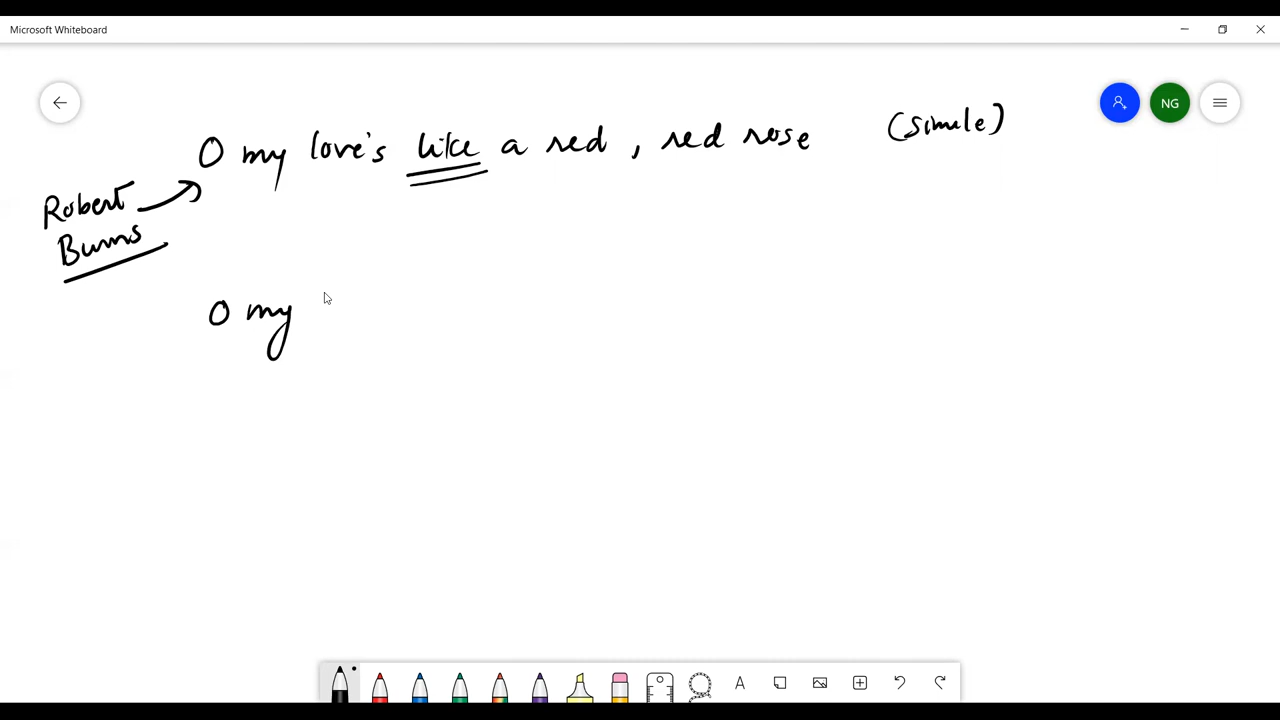 Microsoft Whiteboard
NG
O my love's like a red, red rose (simile)
Robert
Burns
O my
A